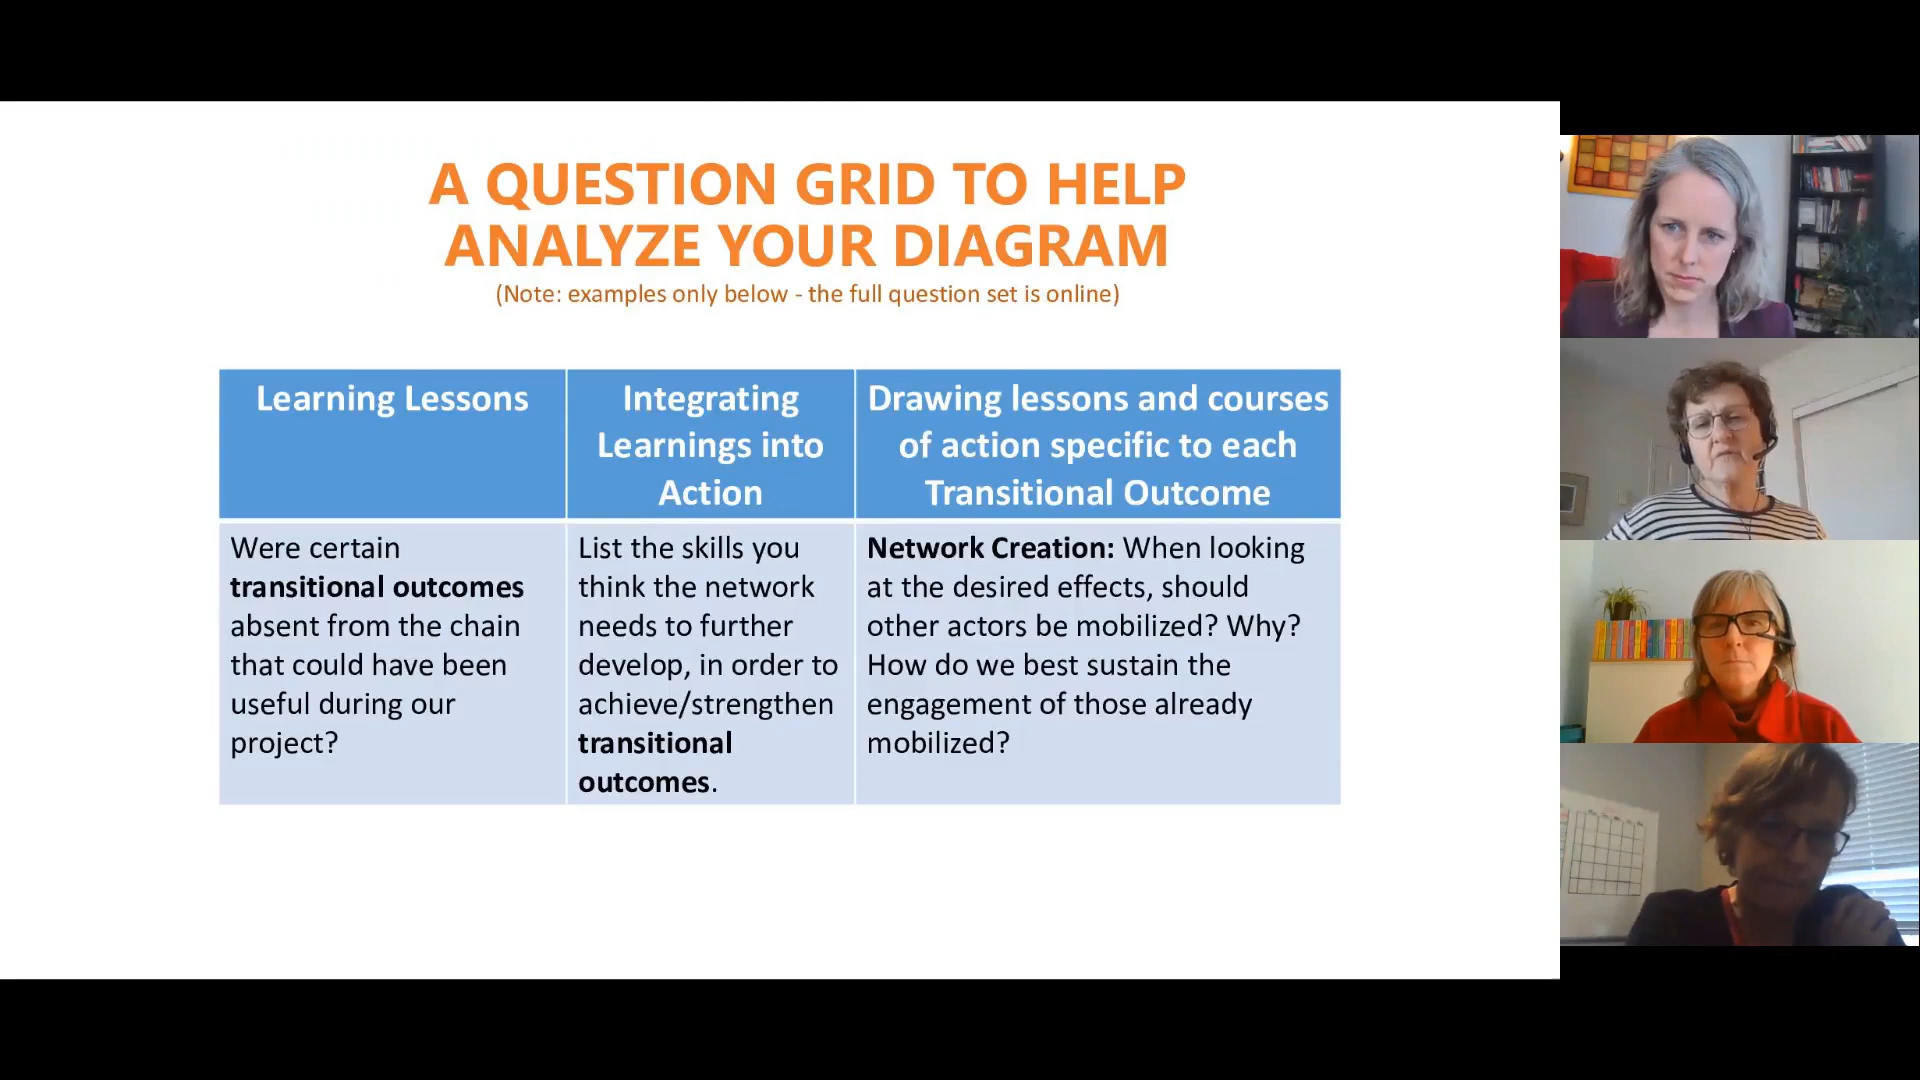 A QUESTION GRID TO HELP
ANALYZE YOUR DIAGRAM
(Note: examples only below - the full question set is online)
Learning Lessons
Integrating
Learnings into
Action
Drawing lessons and courses
of action specific to each
Transitional Outcome
Were certain
transitional outcomes
absent from the chain
that could have been
useful during our
project?
List the skills you
think the network
needs to further
develop, in order to
achieve/strengthen
transitional
outcomes.
Network Creation: When looking
at the desired effects, should
other actors be mobilized? Why?
How do we best sustain the
engagement of those already
mobilized?